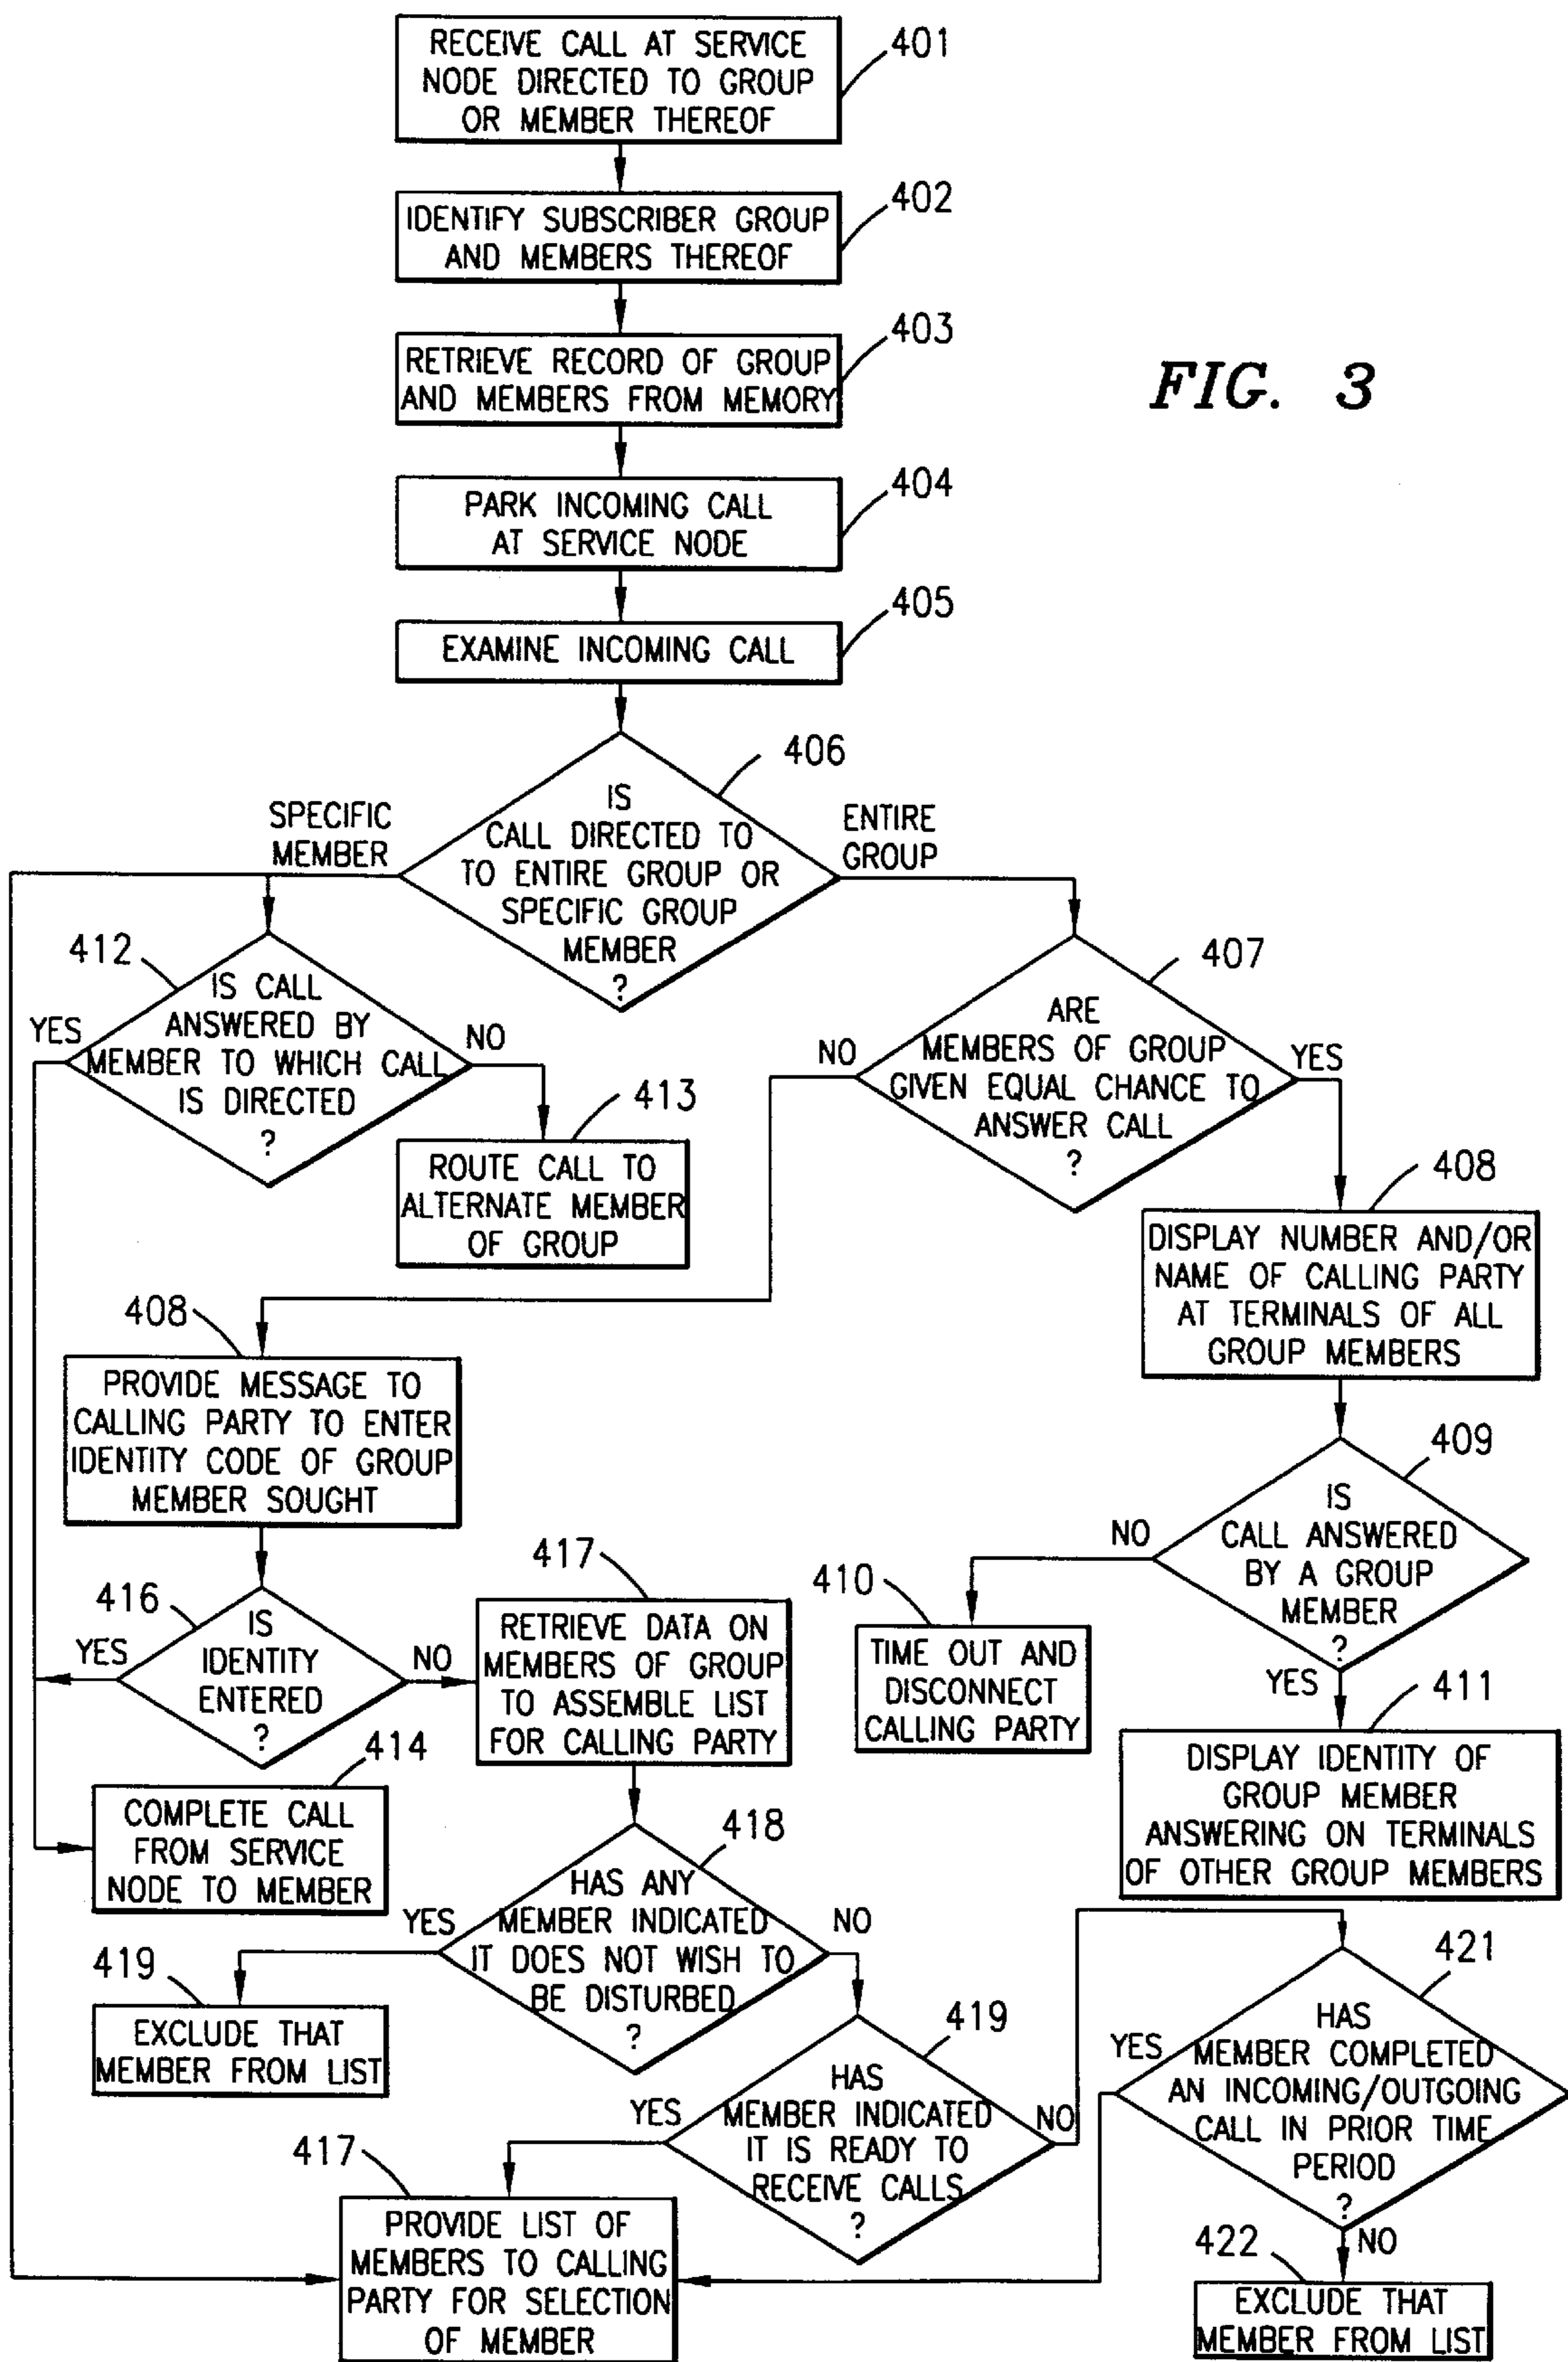 RECEIVE CALL AT SERVICE
NODE DIRECTED TO GROUP
OR MEMBER THEREOF
401
IDENTIFY SUBSCRIBER GROUP
AND MEMBERS THEREOF
402
RETRIEVE RECORD OF GROUP
AND MEMBERS FROM MEMORY
403
FIG. 3
PARK INCOMING CALL
AT SERVICE NODE
404
EXAMINE INCOMING CALL
405
406
IS
CALL DIRECTED TO
TO ENTIRE GROUP OR
SPECIFIC GROUP
MEMBER
?
SPECIFIC
MEMBER
ENTIRE
GROUP
412
IS CALL
ANSWERED BY
MEMBER TO WHICH CALL
IS DIRECTED
?
YES
NO
413
ROUTE CALL TO
ALTERNATE MEMBER
OF GROUP
407
ARE
MEMBERS OF GROUP
GIVEN EQUAL CHANCE TO
ANSWER CALL
?
NO
YES
408
DISPLAY NUMBER AND/OR
NAME OF CALLING PARTY
AT TERMINALS OF ALL
GROUP MEMBERS
408
PROVIDE MESSAGE TO
CALLING PARTY TO ENTER
IDENTITY CODE OF GROUP
MEMBER SOUGHT
409
IS
CALL ANSWERED
BY A GROUP
MEMBER
?
NO
YES
410
TIME OUT AND
DISCONNECT
CALLING PARTY
411
DISPLAY IDENTITY OF
GROUP MEMBER
ANSWERING ON TERMINALS
OF OTHER GROUP MEMBERS
416
IS
IDENTITY
ENTERED
?
YES
NO
417
RETRIEVE DATA ON
MEMBERS OF GROUP
TO ASSEMBLE LIST
FOR CALLING PARTY
414
COMPLETE CALL
FROM SERVICE
NODE TO MEMBER
418
HAS ANY
MEMBER INDICATED
IT DOES NOT WISH TO
BE DISTURBED
?
YES
NO
419
EXCLUDE THAT
MEMBER FROM LIST
419
HAS
MEMBER INDICATED
IT IS READY TO
RECEIVE CALLS
?
YES
NO
421
HAS
MEMBER COMPLETED
AN INCOMING/OUTGOING
CALL IN PRIOR TIME
PERIOD
?
YES
NO
417
PROVIDE LIST OF
MEMBERS TO CALLING
PARTY FOR SELECTION
OF MEMBER
422
EXCLUDE THAT
MEMBER FROM LIST